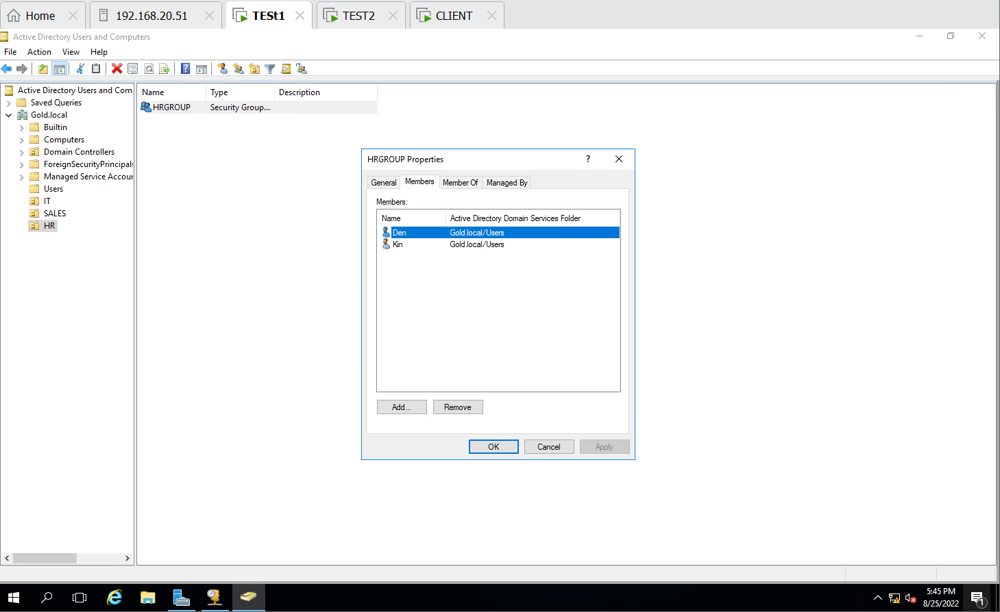 Home
192.168.20.51
TESt1
TEST2
CLIENT
Active Directory Users and Computers
File Action View Help
Active Directory Users and Com
Saved Queries
Gold.local
Builtin
Computers
Domain Controllers
ForeignSecurityPrincipals
Managed Service Accour
Users
IT
SALES
HR
Name Type Description
HRGROUP Security Group...
HRGROUP Properties
?
General Members Member Of Managed By
Members:
Name Active Directory Domain Services Folder
Den Gold.local/Users
Kin Gold.local/Users
Add... Remove
OK Cancel Apply
5:45 PM
8/25/2022
1